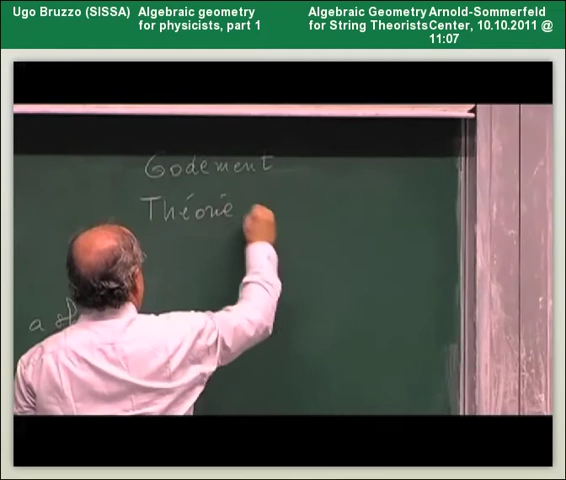 Ugo Bruzzo (SISSA)
Algebraic geometry
for physicists, part 1
Algebraic Geometry
for String Theorists
Arnold-Sommerfeld
Center, 10.10.2011 @
11:07
Godement
Théorie
a